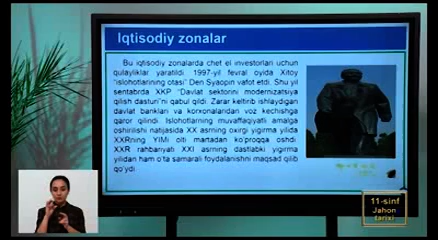 Iqtisodiy zonalar
Bu iqtisodiy zonalarda chet el investorlari uchun
qulayliklar yaratildi. 1997-yil fevral oyida Xitoy
"islohotlarining otasi" Den Syaopin vafot etdi. Shu yil
sentabrda XKP "Davlat sektorini modernizatsiya
qilish dasturi"ni qabul qildi. Zarar keltirib ishlaydigan
davlat banklari va korxonalaridan voz kechishga
qaror qilindi. Islohotlarning muvaffaqiyatli amalga
oshirilishi natijasida XX asrning oxirgi yigirma yilida
XXRning YIMi olti martadan ko'proqqa oshdi.
XXR rahbariyati XXI asrning dastlabki yigirma
yilidan ham o'ta samarali foydalanishni maqsad qilib
qo'ydi
11-sinf
Jahon
tarixi